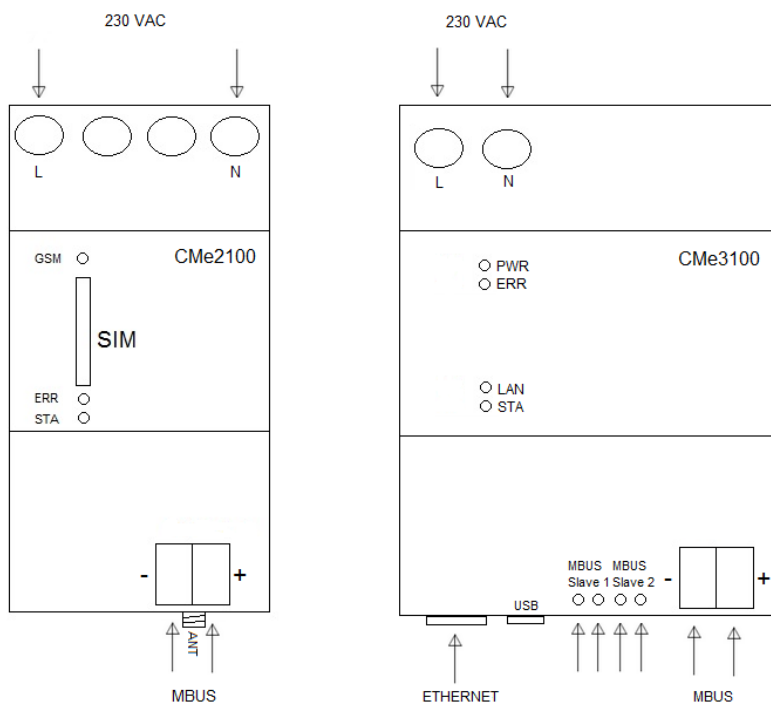 230 VAC
L
N
GSM
CMe2100
SIM
ERR
STA
-
+
ANT
MBUS
230 VAC
L
N
PWR
ERR
CMe3100
LAN
STA
MBUS MBUS
Slave 1 Slave 2
-
+
USB
ETHERNET
MBUS